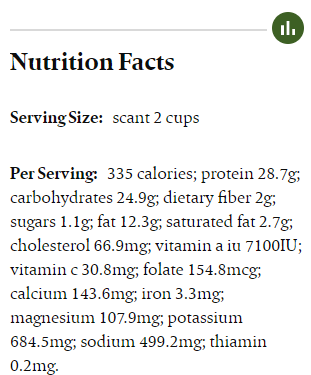 Nutrition Facts
Serving Size: scant 2 cups
Per Serving: 335 calories; protein 28.7g;
carbohydrates 24.9g; dietary fiber 2g;
sugars 1.1g; fat 12.3g; saturated fat 2.7g;
cholesterol 66.9mg; vitamin a iu 7100IU;
vitamin c 30.8mg; folate 154.8mcg;
calcium 143.6mg; iron 3.3mg;
magnesium 107.9mg; potassium
684.5mg; sodium 499.2mg; thiamin
0.2mg.